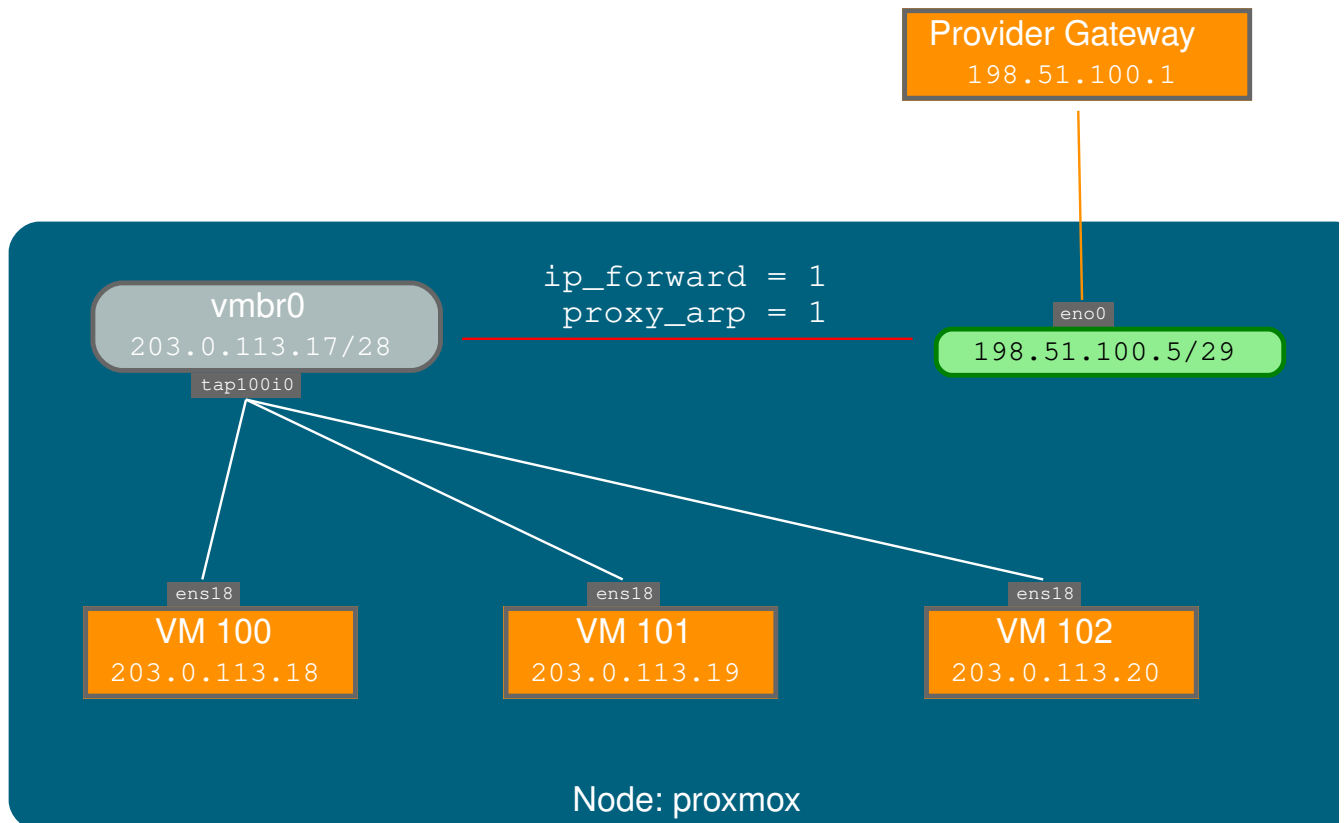 Provider Gateway
198.51.100.1
ip_forward = 1
proxy_arp = 1
vmbr0
203.0.113.17/28
tap100i0
eno0
198.51.100.5/29
ens18
VM 100
203.0.113.18
ens18
VM 101
203.0.113.19
ens18
VM 102
203.0.113.20
Node: proxmox